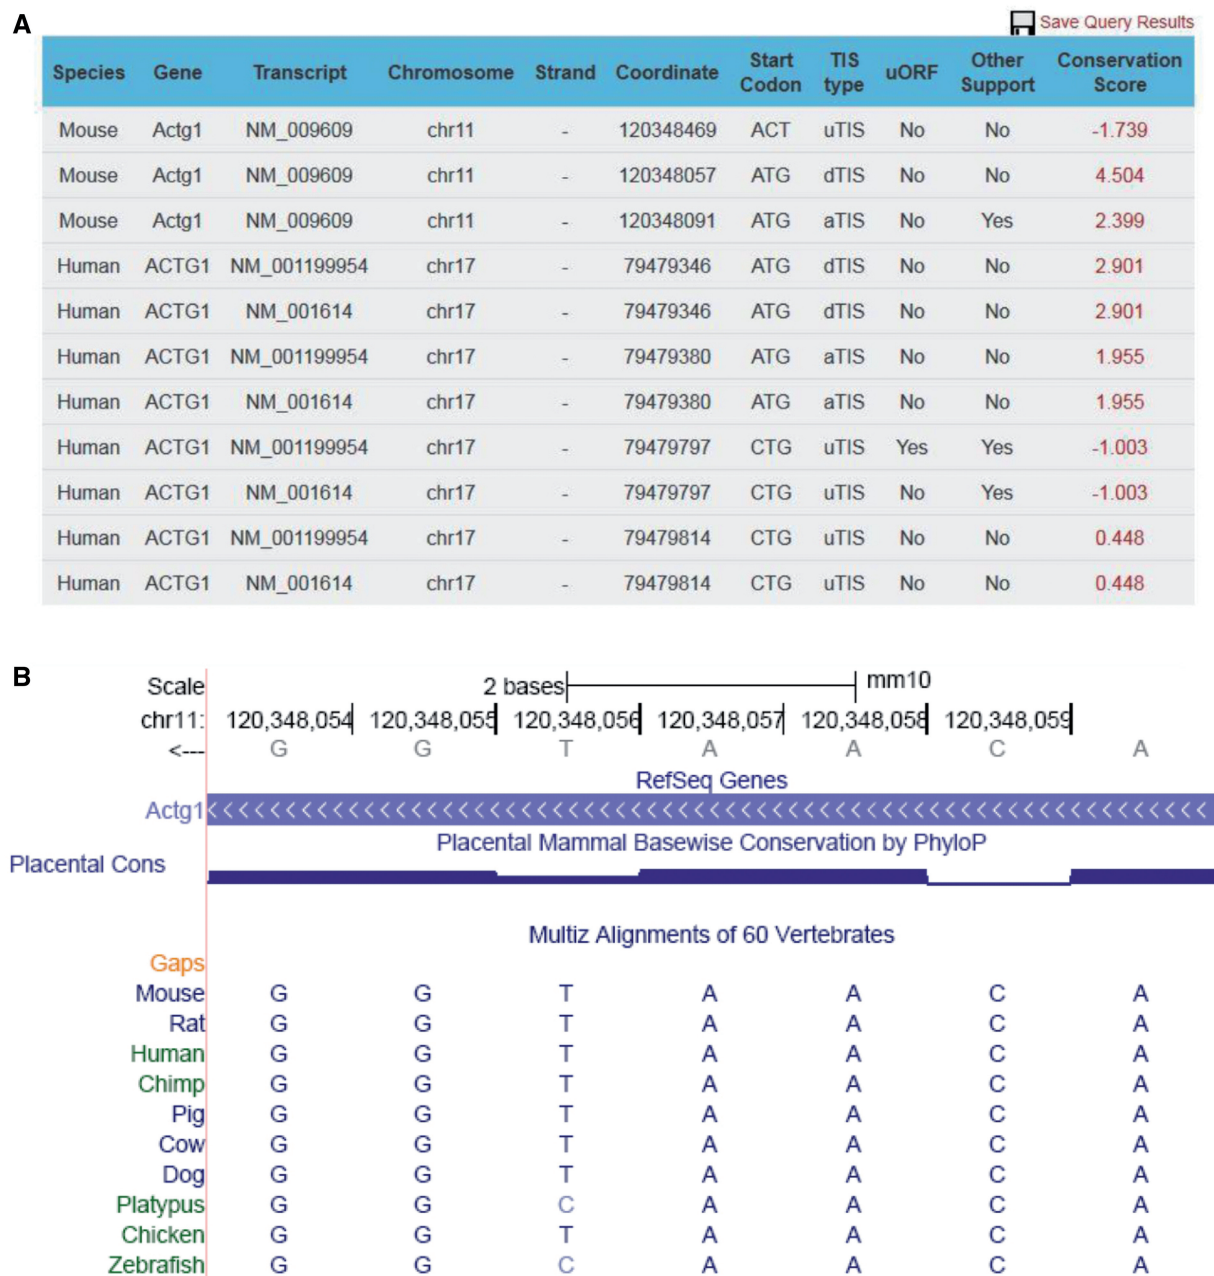 A
Save Query Results
Species Gene Transcript Chromosome Strand Coordinate Start Codon TIS type uORF Other Support Conservation Score
Mouse Actg1 NM_009609 chr11 - 120348469 ACT uTIS No No -1.739
Mouse Actg1 NM_009609 chr11 - 120348057 ATG dTIS No No 4.504
Mouse Actg1 NM_009609 chr11 - 120348091 ATG aTIS No Yes 2.399
Human ACTG1 NM_001199954 chr17 - 79479346 ATG dTIS No No 2.901
Human ACTG1 NM_001614 chr17 - 79479346 ATG dTIS No No 2.901
Human ACTG1 NM_001199954 chr17 - 79479380 ATG aTIS No No 1.955
Human ACTG1 NM_001614 chr17 - 79479380 ATG aTIS No No 1.955
Human ACTG1 NM_001199954 chr17 - 79479797 CTG uTIS Yes Yes -1.003
Human ACTG1 NM_001614 chr17 - 79479797 CTG uTIS No Yes -1.003
Human ACTG1 NM_001199954 chr17 - 79479814 CTG uTIS No No 0.448
Human ACTG1 NM_001614 chr17 - 79479814 CTG uTIS No No 0.448
B
Scale 2 bases mm10
chr11: 120,348,054 120,348,055 120,348,056 120,348,057 120,348,058 120,348,059
<--- G G T A A C A
RefSeq Genes
Actg1
Placental Mammal Basewise Conservation by PhyloP
Placental Cons
Multiz Alignments of 60 Vertebrates
Gaps
Mouse G G T A A C A
Rat G G T A A C A
Human G G T A A C A
Chimp G G T A A C A
Pig G G T A A C A
Cow G G T A A C A
Dog G G T A A C A
Platypus G G C A A C A
Chicken G G T A A C A
Zebrafish G G C A A C A